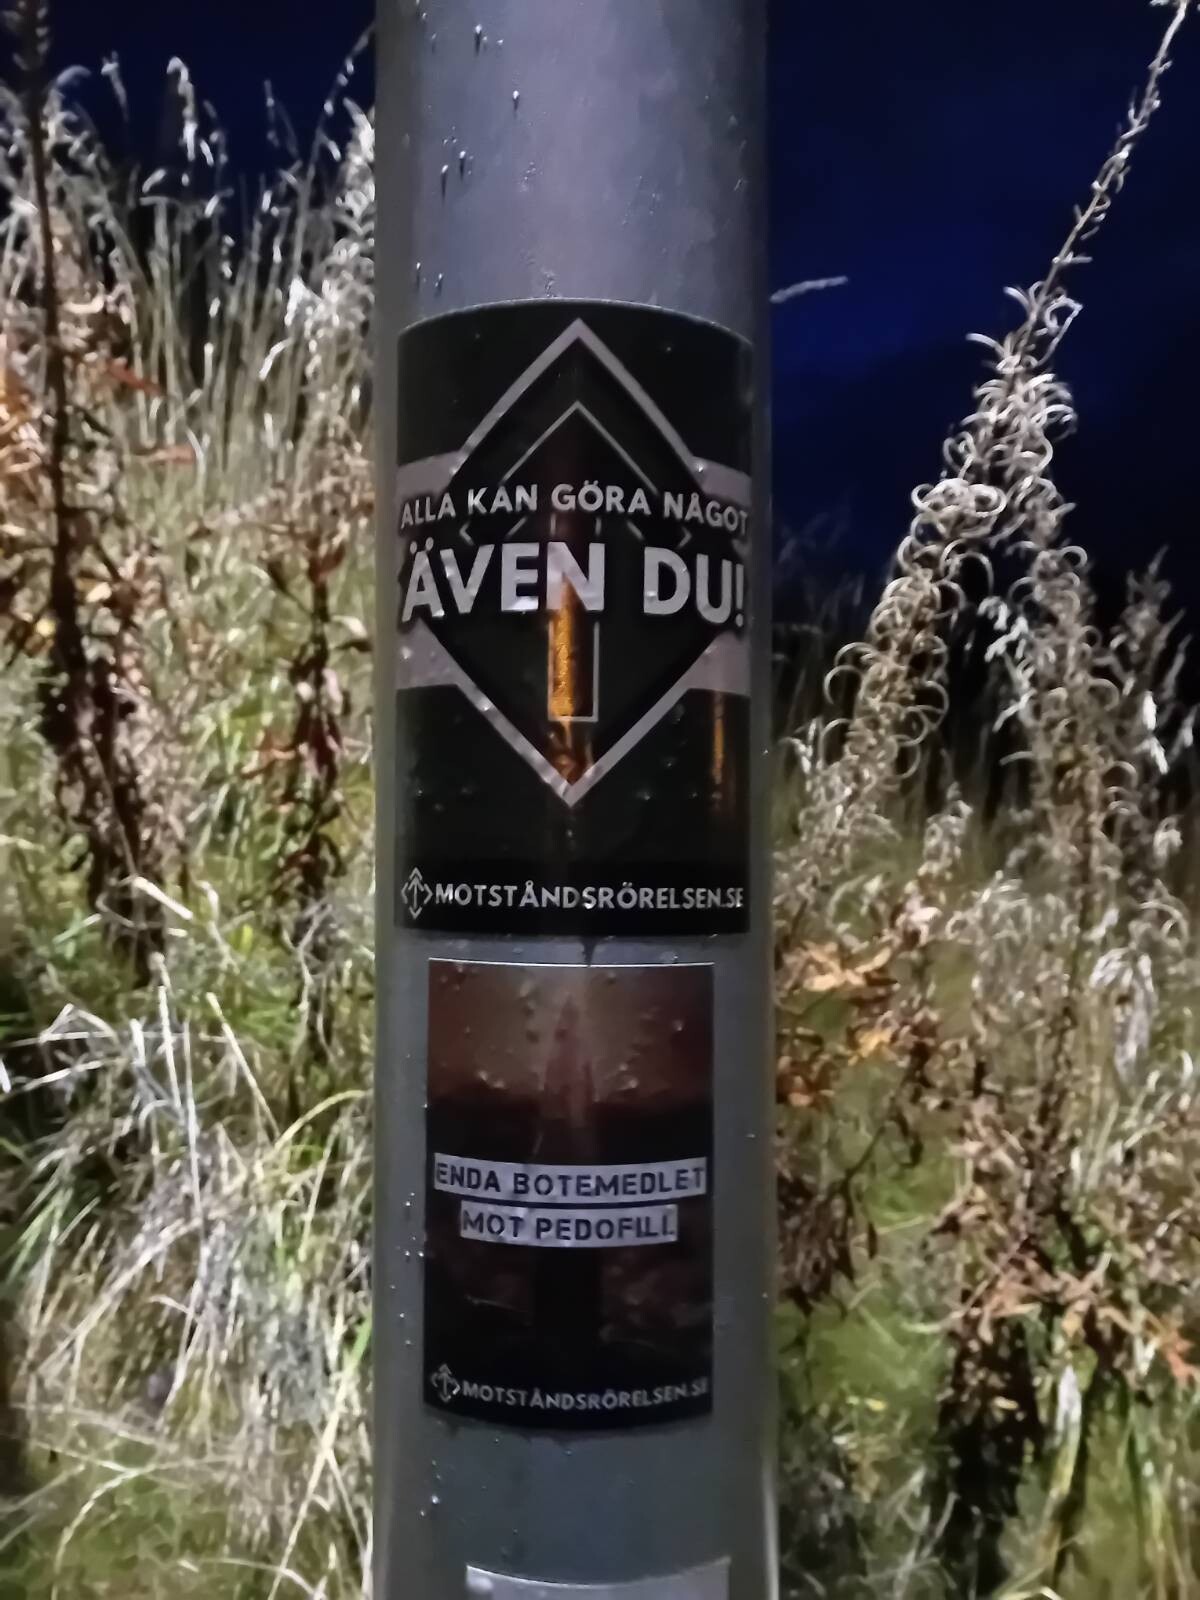 ALLA KAN GÖRA NÅGOT
ÄVEN DU!
MOTSTÅNDSRÖRELSEN.SE
ENDA BOTEMEDLET
MOT PEDOFILI.
MOTSTÅNDSRÖRELSEN.SE